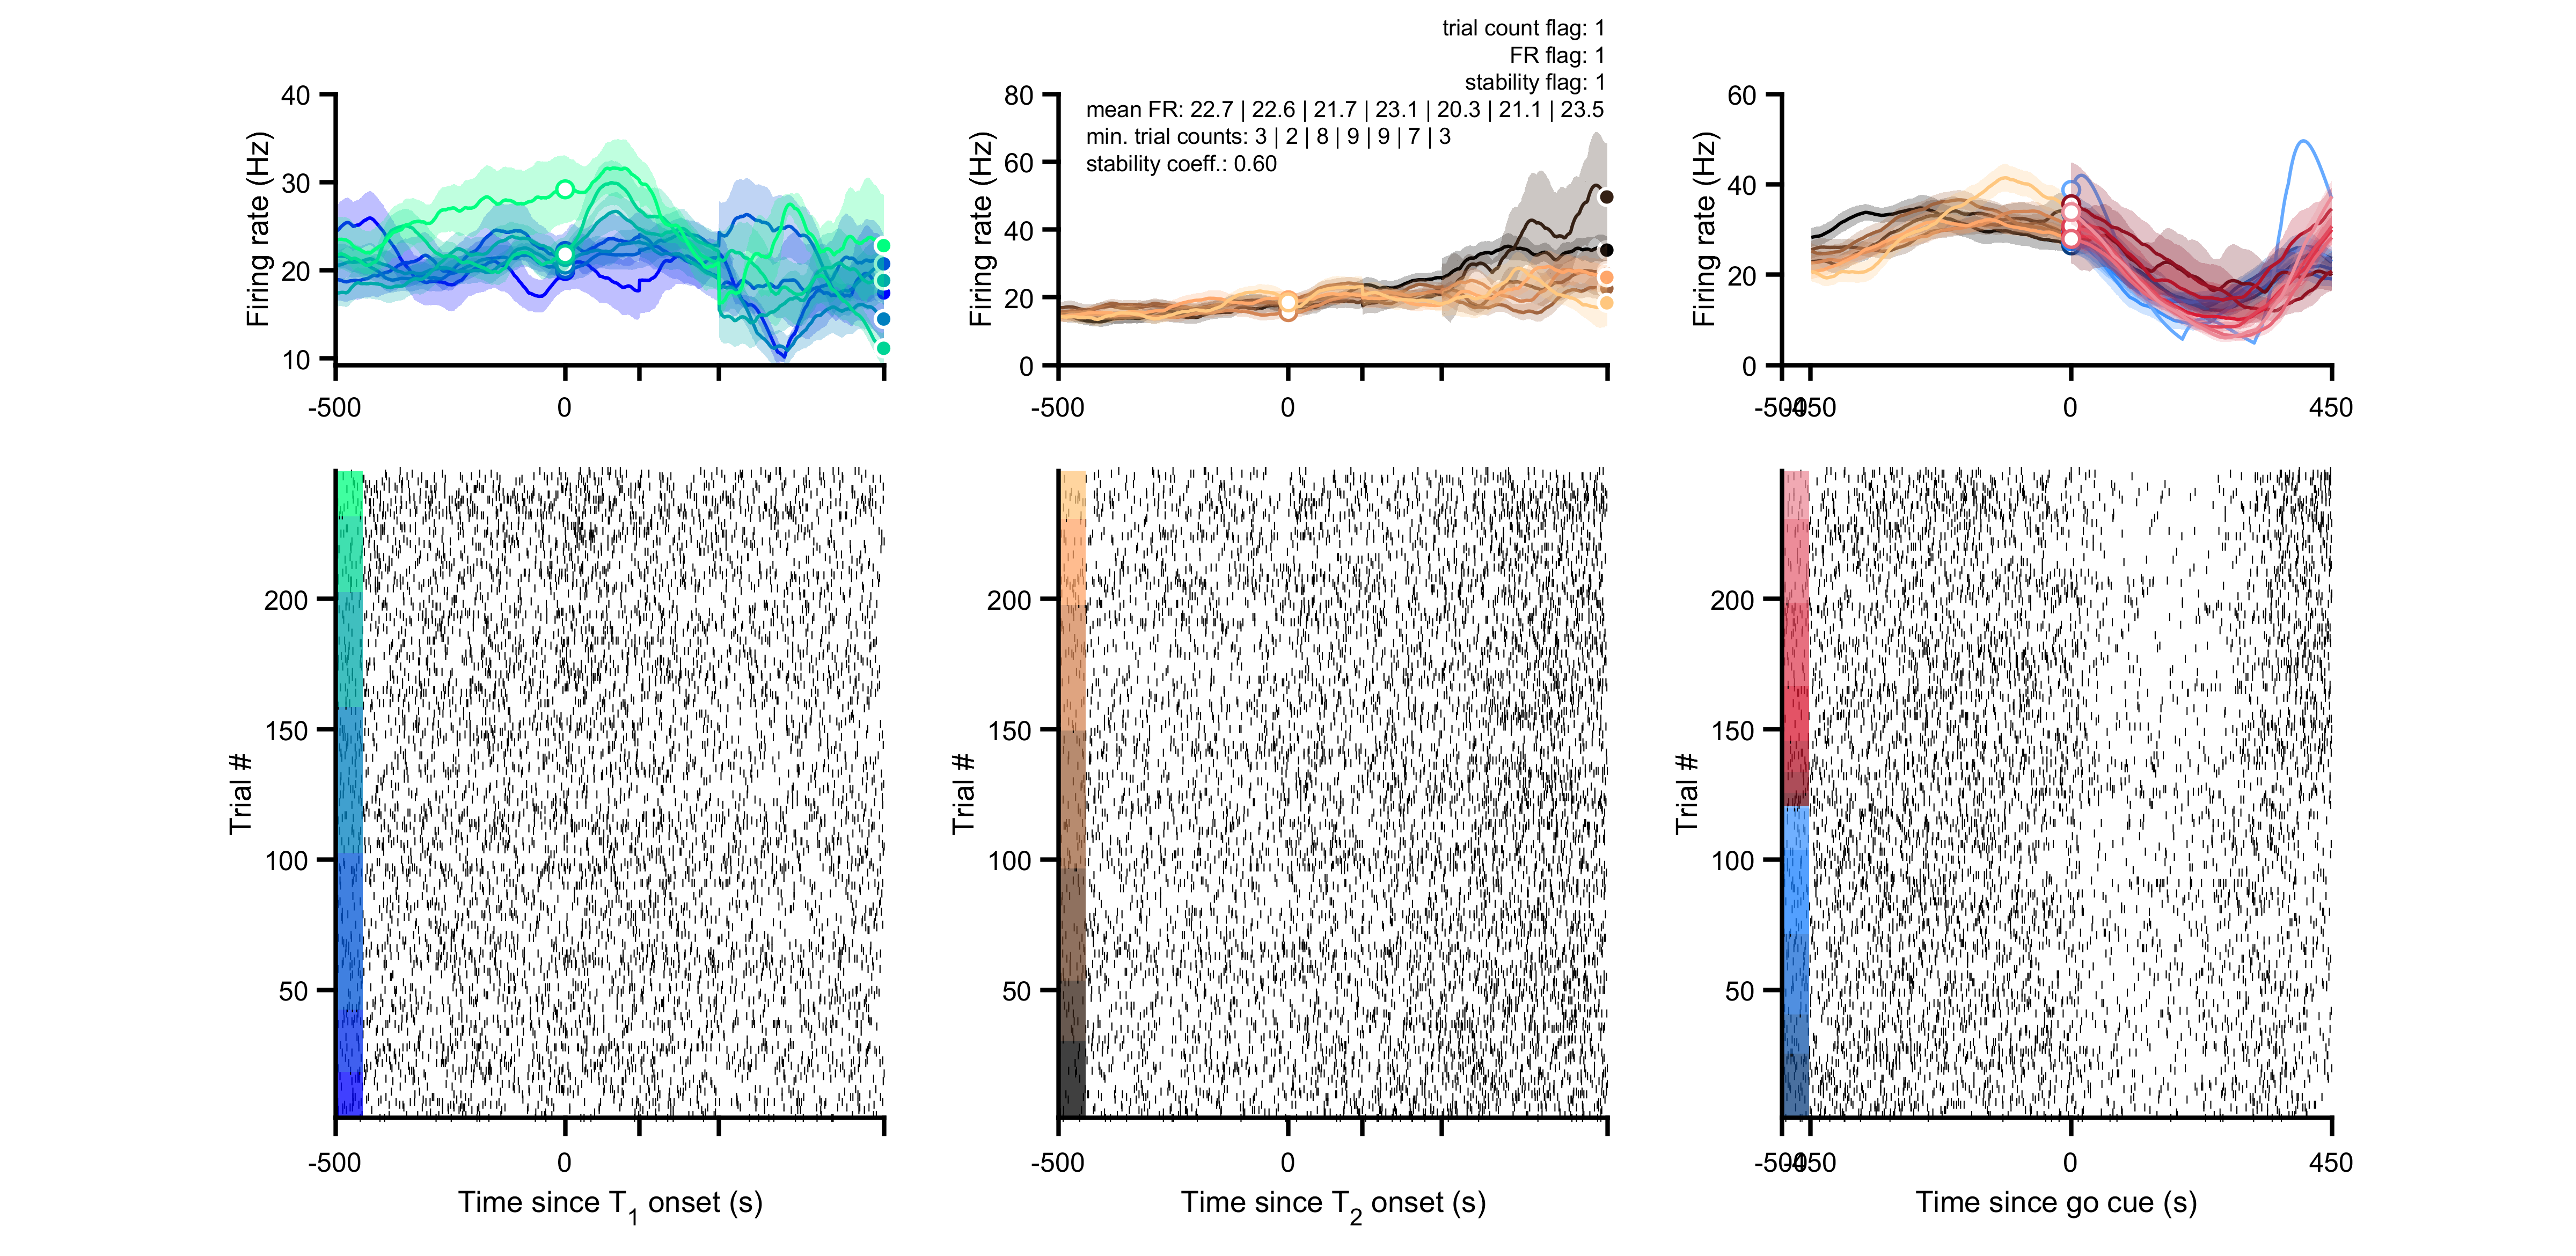 trial count flag: 1
FR flag: 1
stability flag: 1
mean FR: 22.7 | 22.6 | 21.7 | 23.1 | 20.3 | 21.1 | 23.5
min. trial counts: 3 | 2 | 8 | 9 | 9 | 7 | 3
stability coeff.: 0.60
Firing rate (Hz)
40
30
20
10
-500
0
Firing rate (Hz)
80
60
40
20
0
-500
0
Firing rate (Hz)
60
40
20
0
-500
-450
0
450
Trial #
200
150
100
50
-500
0
Time since T1 onset (s)
Trial #
200
150
100
50
-500
0
Time since T2 onset (s)
Trial #
200
150
100
50
-500
-450
0
450
Time since go cue (s)